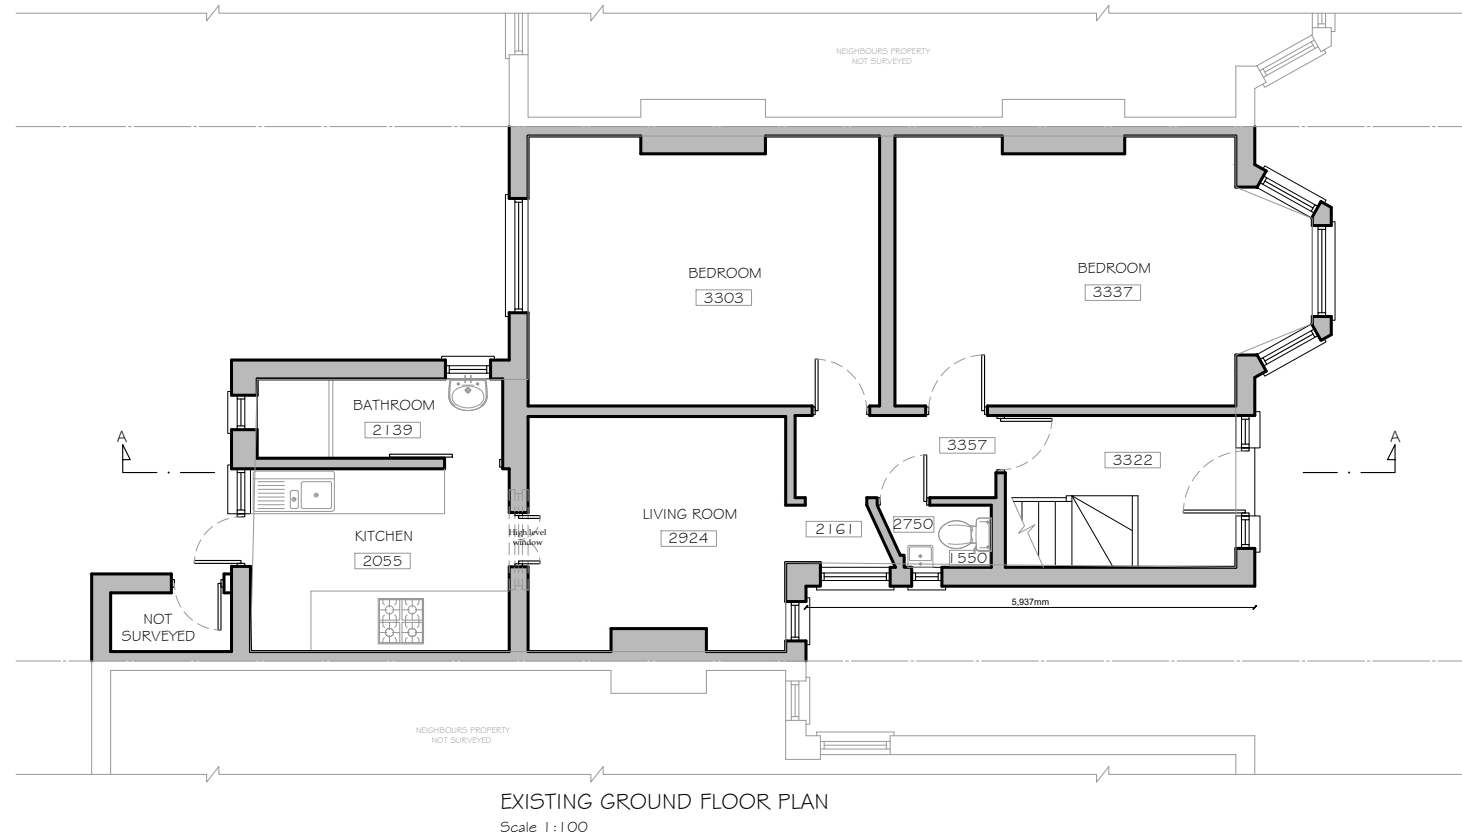 NEIGHBOURS PROPERTY
NOT SURVEYED
BEDROOM
3303
BEDROOM
3337
BATHROOM
2139
A
A
3357
3322
KITCHEN
2055
High level
window
LIVING ROOM
2924
2161
2750
1550
NOT
SURVEYED
5,937mm
NEIGHBOURS PROPERTY
NOT SURVEYED
EXISTING GROUND FLOOR PLAN
Scale 1:100